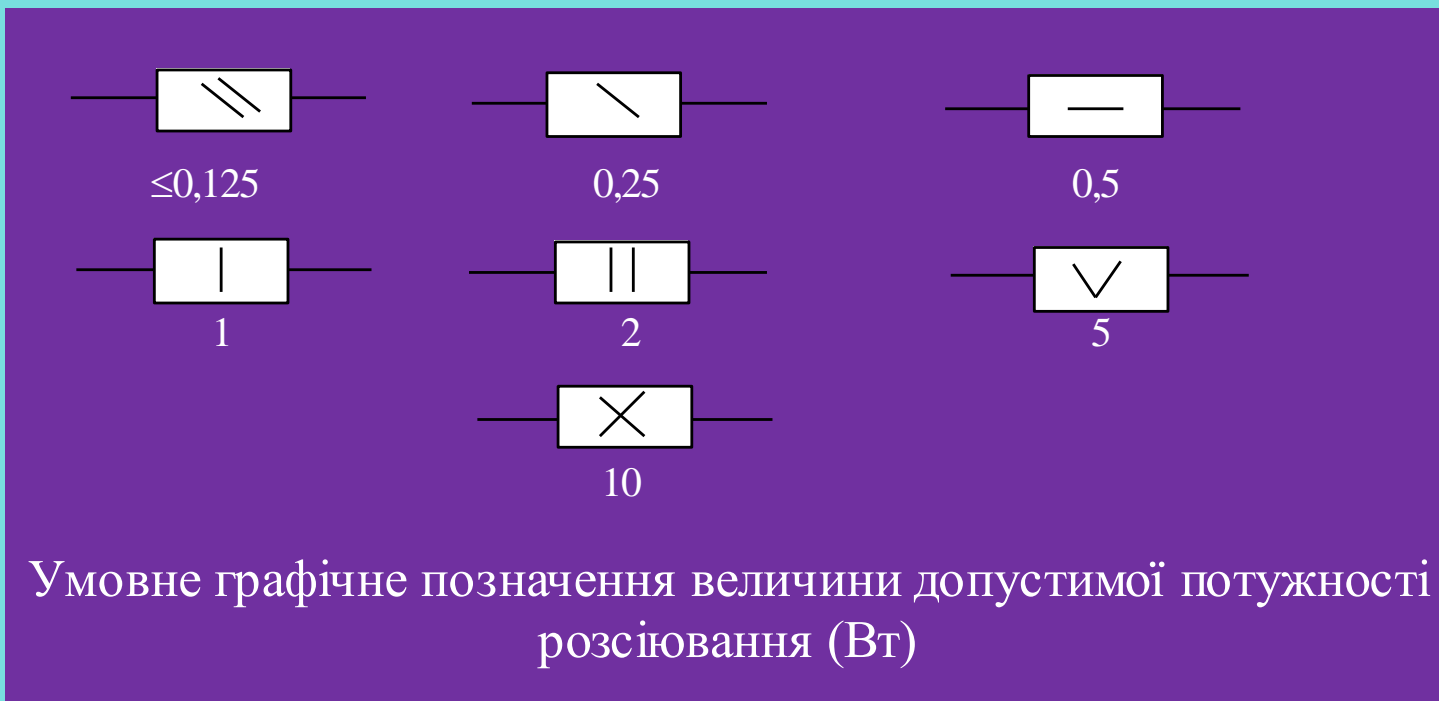 ≤0,125 0,25 0,5
1 2 5
10
Умовне графічне позначення величини допустимої потужності
розсіювання (Вт)